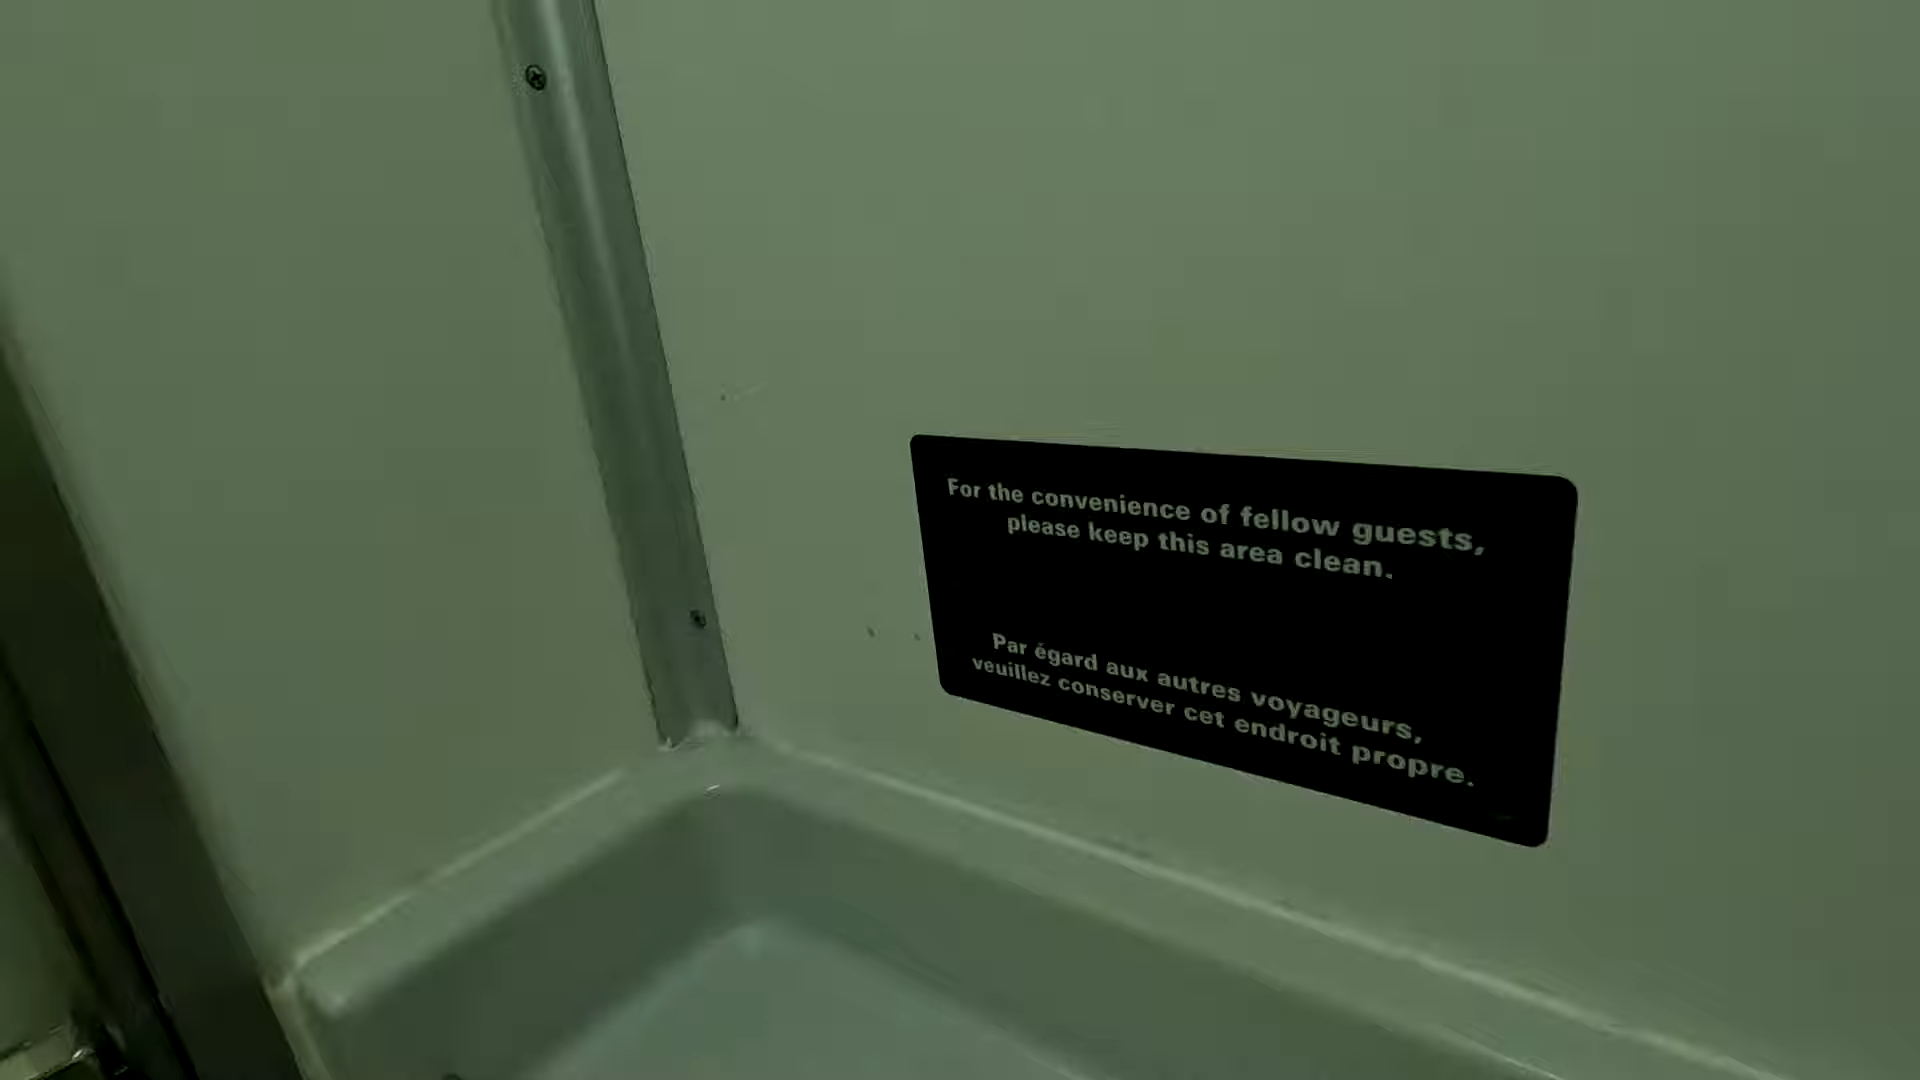 For the convenience of fellow guests,
please keep this area clean.
Par égard aux autres voyageurs,
veuillez conserver cet endroit propre.